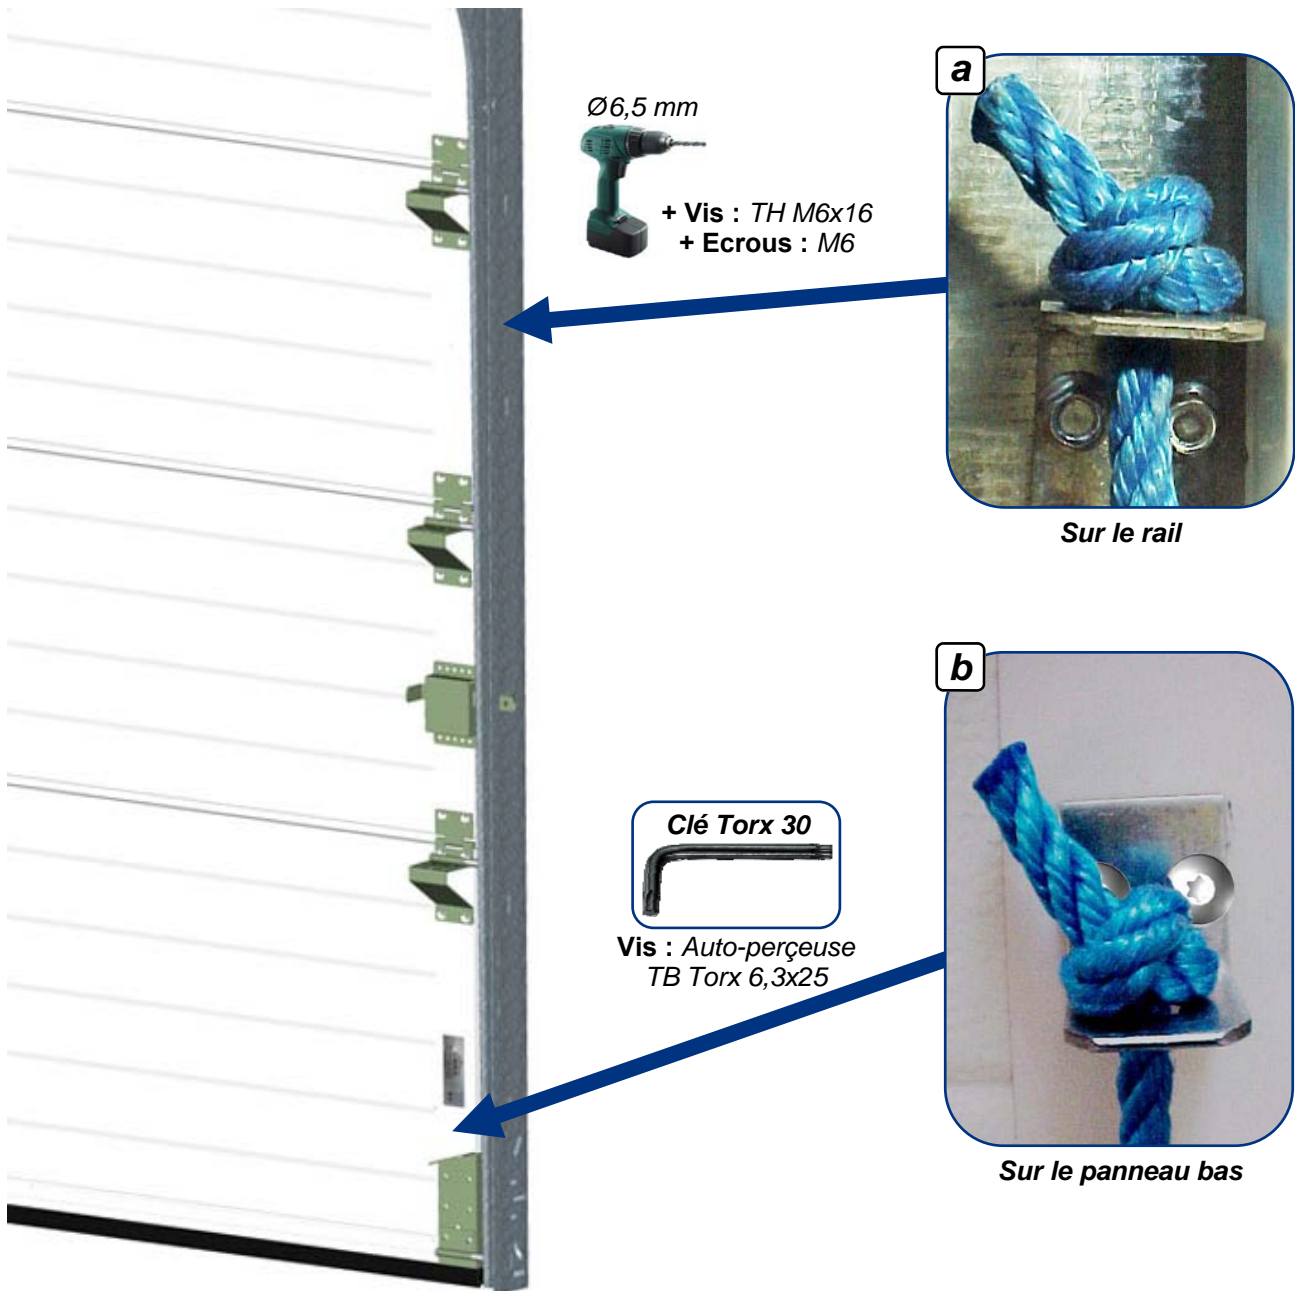 a
Ø6,5 mm
+ Vis : TH M6x16
+ Ecrous : M6
Sur le rail
b
Clé Torx 30
Vis : Auto-perçeuse
TB Torx 6,3x25
Sur le panneau bas